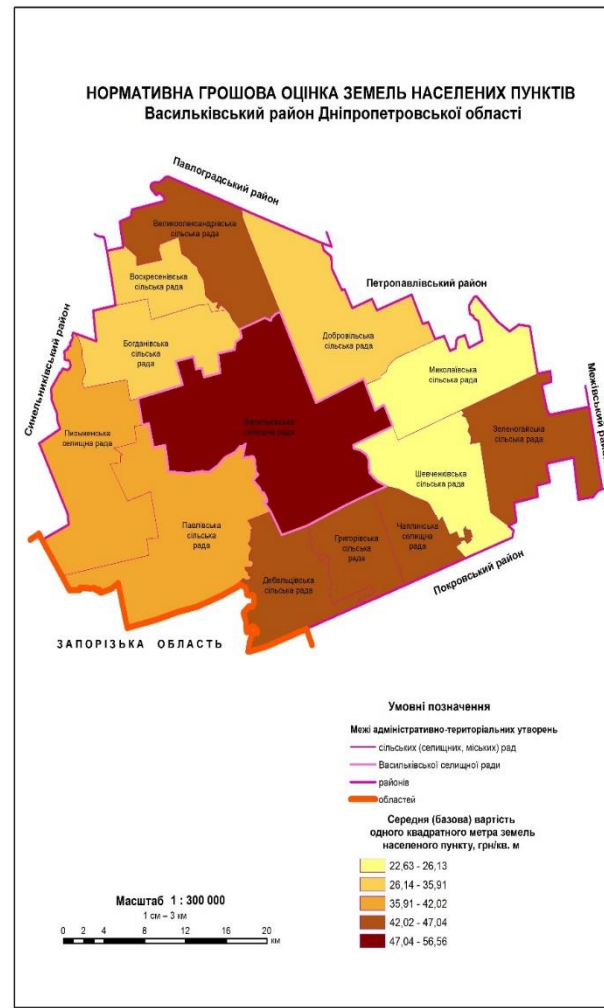 НОРМАТИВНА ГРОШОВА ОЦІНКА ЗЕМЕЛЬ НАСЕЛЕНИХ ПУНКТІВ
Васильківський район Дніпропетровської області
Павлоградський район
Великоолександрівська
сільська рада
Воскресенівська
сільська рада
Петропавлівський район
Богданівська
сільська рада
Добровільська
сільська рада
Миколаївська
сільська рада
Синельниківський район
Межівський район
Васильківська
селищна рада
Зеленогайська
сільська рада
Письменська
селищна рада
Шевченківська
сільська рада
Павлівська
сільська
рада
Григорівська
сільська
рада
Чаплинська
селищна
рада
Дебальцівська
сільська рада
Покровський район
ЗАПОРІЗЬКА ОБЛАСТЬ
Умовні позначення
Межі адміністративно-територіальних утворень
сільських (селищник, міських) рад
Васильківської селищної ради
районів
областей
Середня (базова) вартість
одного квадратного метра земель
населеного пункту, грн/кв. м
22,63 - 26,13
26,14 - 35,91
35,91 - 42,02
42,02 - 47,04
47,04 - 56,56
Масштаб 1 : 300 000
1 см – 3 км
0 2 4 8 12 16 20
км